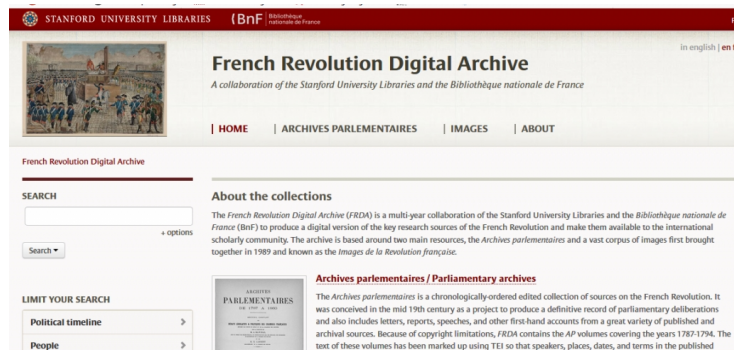 STANFORD UNIVERSITY LIBRARIES
{BnF Bibliothèque nationale de France
in english | en
French Revolution Digital Archive
A collaboration of the Stanford University Libraries and the Bibliothèque nationale de France
HOME | ARCHIVES PARLEMENTAIRES | IMAGES | ABOUT
French Revolution Digital Archive
SEARCH
+ options
Search
LIMIT YOUR SEARCH
Political timeline
People
About the collections
The French Revolution Digital Archive (FRDA) is a multi-year collaboration of the Stanford University Libraries and the Bibliothèque nationale de
France (BnF) to produce a digital version of the key research sources of the French Revolution and make them available to the international
scholarly community. The archive is based around two main resources, the Archives parlementaires and a vast corpus of images first brought
together in 1989 and known as the Images de la Revolution française.
ARCHIVES
PARLEMENTAIRES
Archives parlementaires / Parliamentary archives
The Archives parlementaires is a chronologically-ordered edited collection of sources on the French Revolution. It
was conceived in the mid 19th century as a project to produce a definitive record of parliamentary deliberations
and also includes letters, reports, speeches, and other first-hand accounts from a great variety of published and
archival sources. Because of copyright limitations, FRDA contains the AP volumes covering the years 1787-1794. The
text of these volumes has been marked up using TEI so that speakers, places, dates, and terms in the published